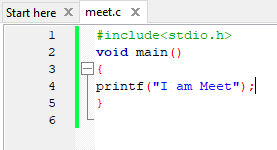 Start here × meet.c ×
1 #include<stdio.h>
2 void main()
3 {
4 printf("I am Meet");
5 }
6